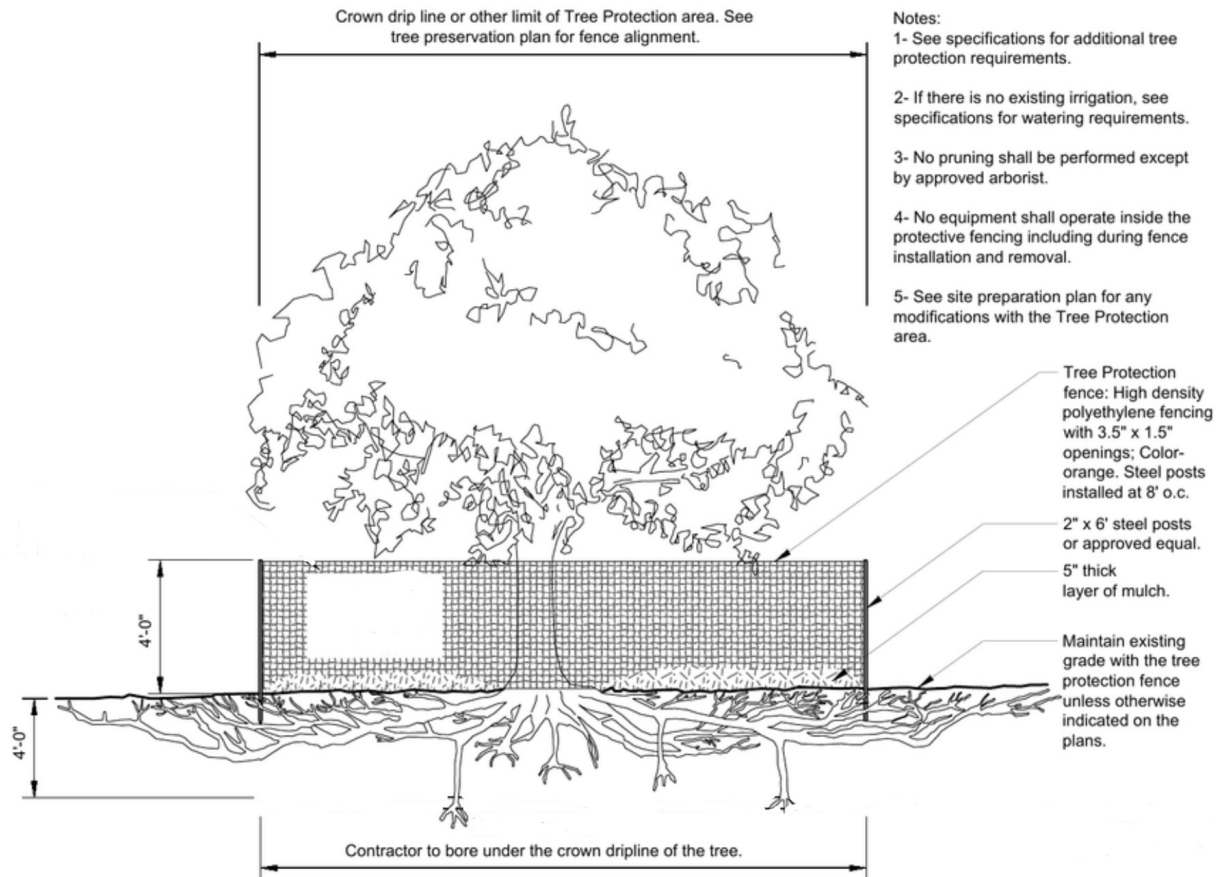 Crown drip line or other limit of Tree Protection area. See
tree preservation plan for fence alignment.
Notes:
1- See specifications for additional tree
protection requirements.
2- If there is no existing irrigation, see
specifications for watering requirements.
3- No pruning shall be performed except
by approved arborist.
4- No equipment shall operate inside the
protective fencing including during fence
installation and removal.
5- See site preparation plan for any
modifications with the Tree Protection
area.
Tree Protection
fence: High density
polyethylene fencing
with 3.5" x 1.5"
openings; Color-
orange. Steel posts
installed at 8' o.c.
2" x 6' steel posts
or approved equal.
5" thick
layer of mulch.
Maintain existing
grade with the tree
protection fence
unless otherwise
indicated on the
plans.
4'-0"
4'-0"
Contractor to bore under the crown dripline of the tree.